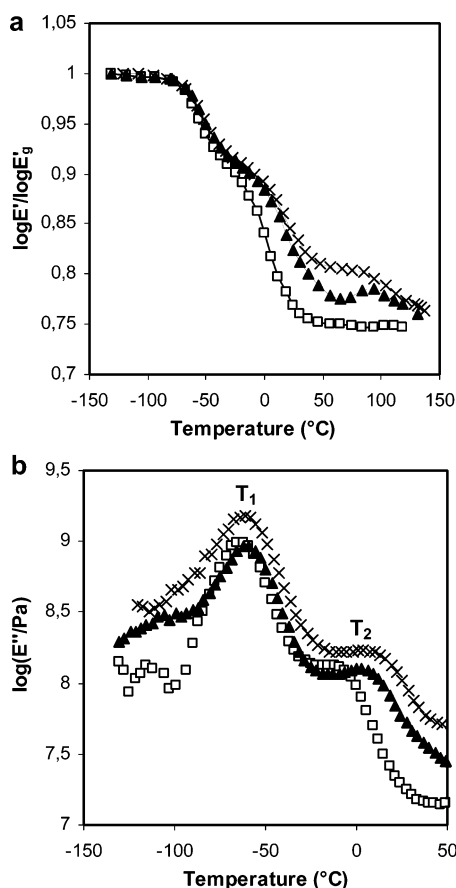 a
1,05
1
0,95
0,9
0,85
0,8
0,75
0,7
logE'/logE'g
-150 -100 -50 0 50 100 150
Temperature (°C)
b
9,5
9
8,5
8
7,5
7
log(E''/Pa)
T1
T2
-150 -100 -50 0 50
Temperature (°C)